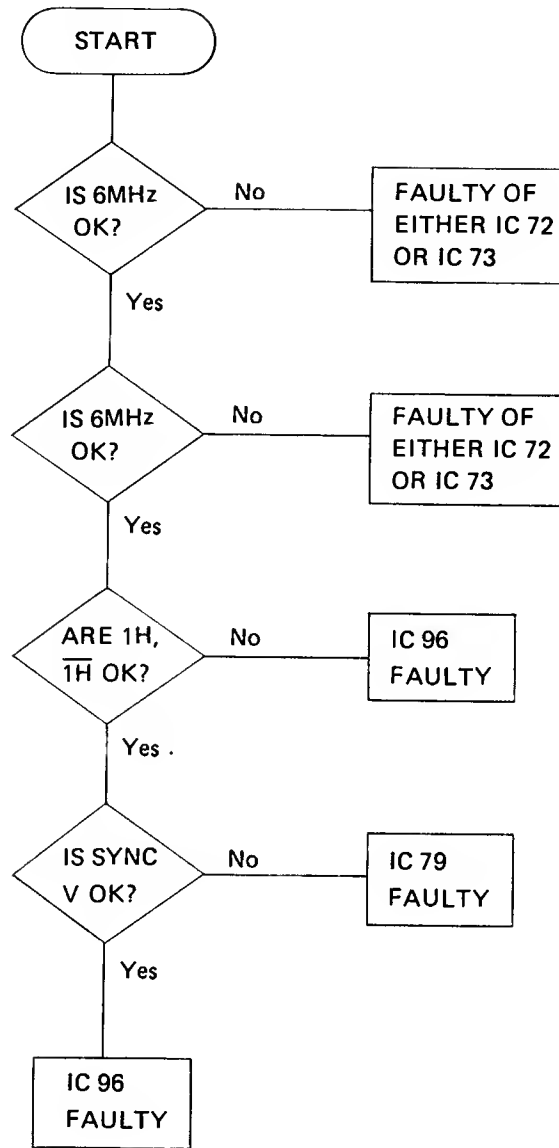 START
IS 6MHz
OK?
No
FAULTY OF
EITHER IC 72
OR IC 73
Yes
IS 6MHz
OK?
No
FAULTY OF
EITHER IC 72
OR IC 73
Yes
ARE 1H,
1H̅ OK?
No
IC 96
FAULTY
Yes .
IS SYNC
V OK?
No
IC 79
FAULTY
Yes
IC 96
FAULTY